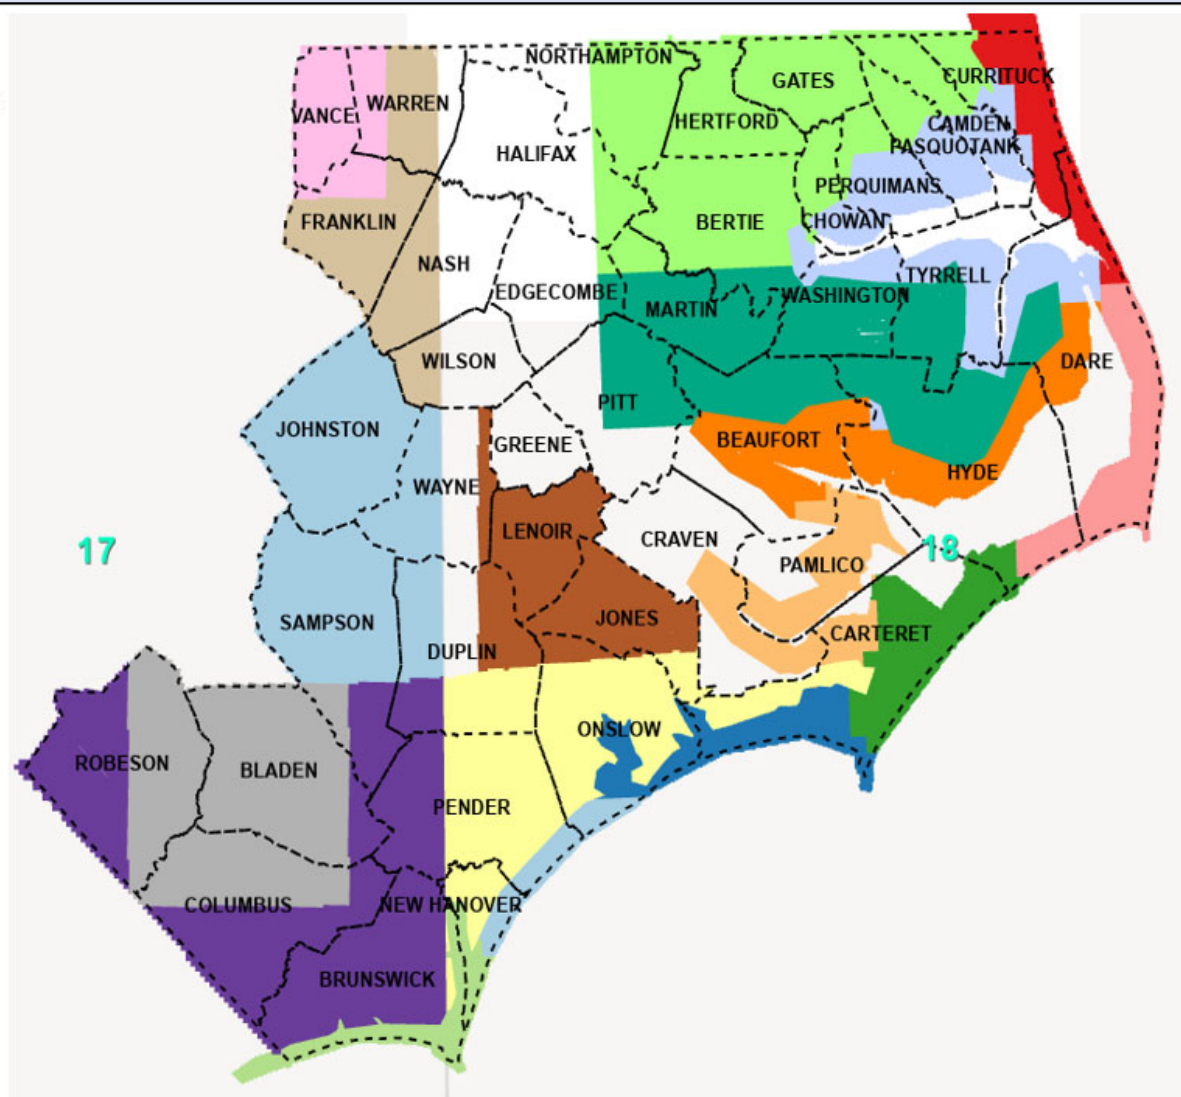 NORTHAMPTON
CURRITUCK
GATES
VANCE
WARREN
HERTFORD
CAMDEN
PASQUOTANK
HALIFAX
PERQUIMANS
FRANKLIN
BERTIE
CHOWAN
NASH
TYRRELL
EDGECOMBE
WASHINGTON
MARTIN
WILSON
DARE
PITT
JOHNSTON
GREENE
BEAUFORT
HYDE
WAYNE
LENOIR
CRAVEN
17
18
PAMLICO
SAMPSON
JONES
CARTERET
DUPLIN
ONSLOW
ROBESON
BLADEN
PENDER
COLUMBUS
NEW HANOVER
BRUNSWICK